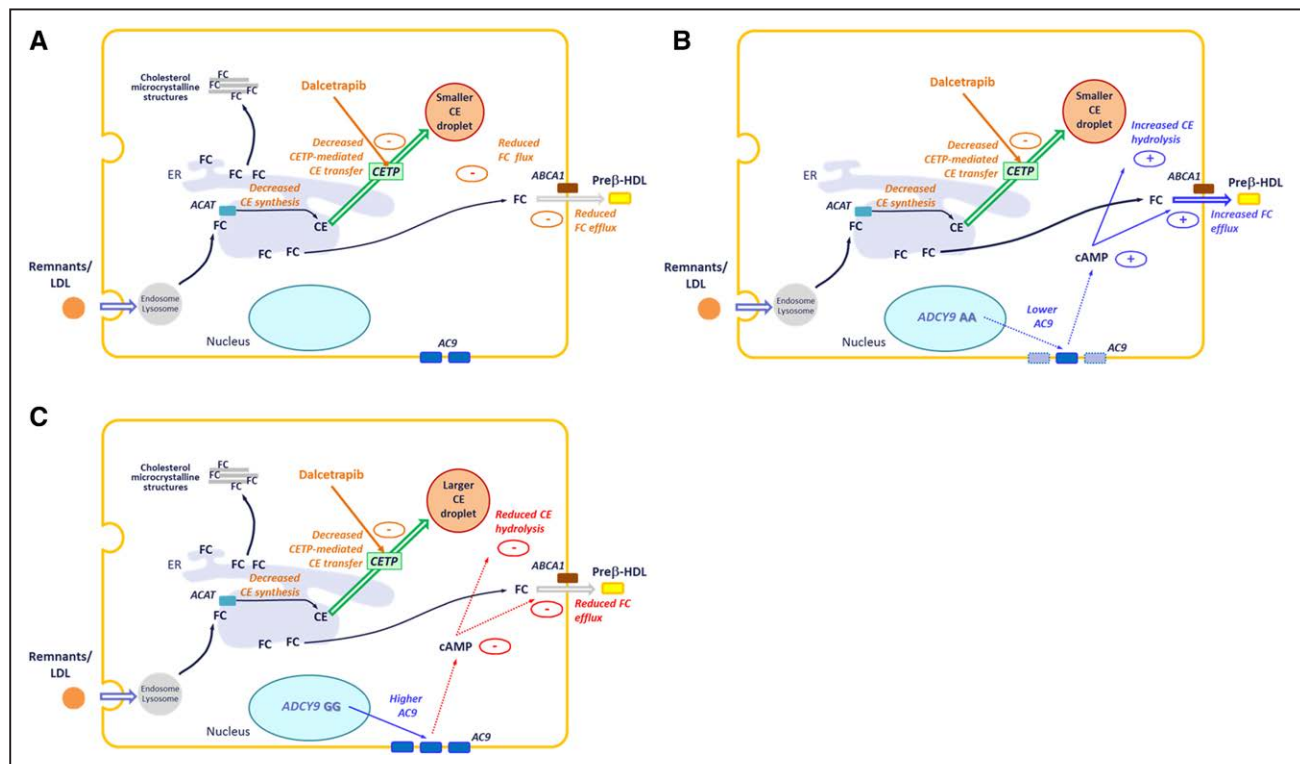 A
Cholesterol
microcrystalline
structures
FC
FC
FC
FC
Dalcetrapib
Smaller
CE
droplet
Decreased
CETP-mediated
CE transfer
-
CETP
Reduced
FC flux
-
FC
ER
FC FC
Decreased
CE synthesis
ACAT
FC
CE
FC FC
FC
ABCA1
Preβ-HDL
-
Reduced
FC efflux
Remnants/
LDL
Endosome
Lysosome
Nucleus
AC9
B
Dalcetrapib
Smaller
CE
droplet
Decreased
CETP-mediated
CE transfer
-
CETP
Increased CE
hydrolysis
+
ER
Decreased
CE synthesis
ACAT
FC
CE
FC FC
FC
ABCA1
Preβ-HDL
+
Increased FC
efflux
cAMP
+
Remnants/
LDL
Endosome
Lysosome
ADCY9 AA
Lower
AC9
Nucleus
AC9
C
Cholesterol
microcrystalline
structures
FC
FC
FC
FC
Dalcetrapib
Larger
CE
droplet
Decreased
CETP-mediated
CE transfer
-
CETP
Reduced CE
hydrolysis
-
FC
ER
FC FC
Decreased
CE synthesis
ACAT
FC
CE
FC FC
FC
ABCA1
Preβ-HDL
-
Reduced FC
efflux
cAMP
-
Remnants/
LDL
Endosome
Lysosome
ADCY9 GG
Higher
AC9
Nucleus
AC9